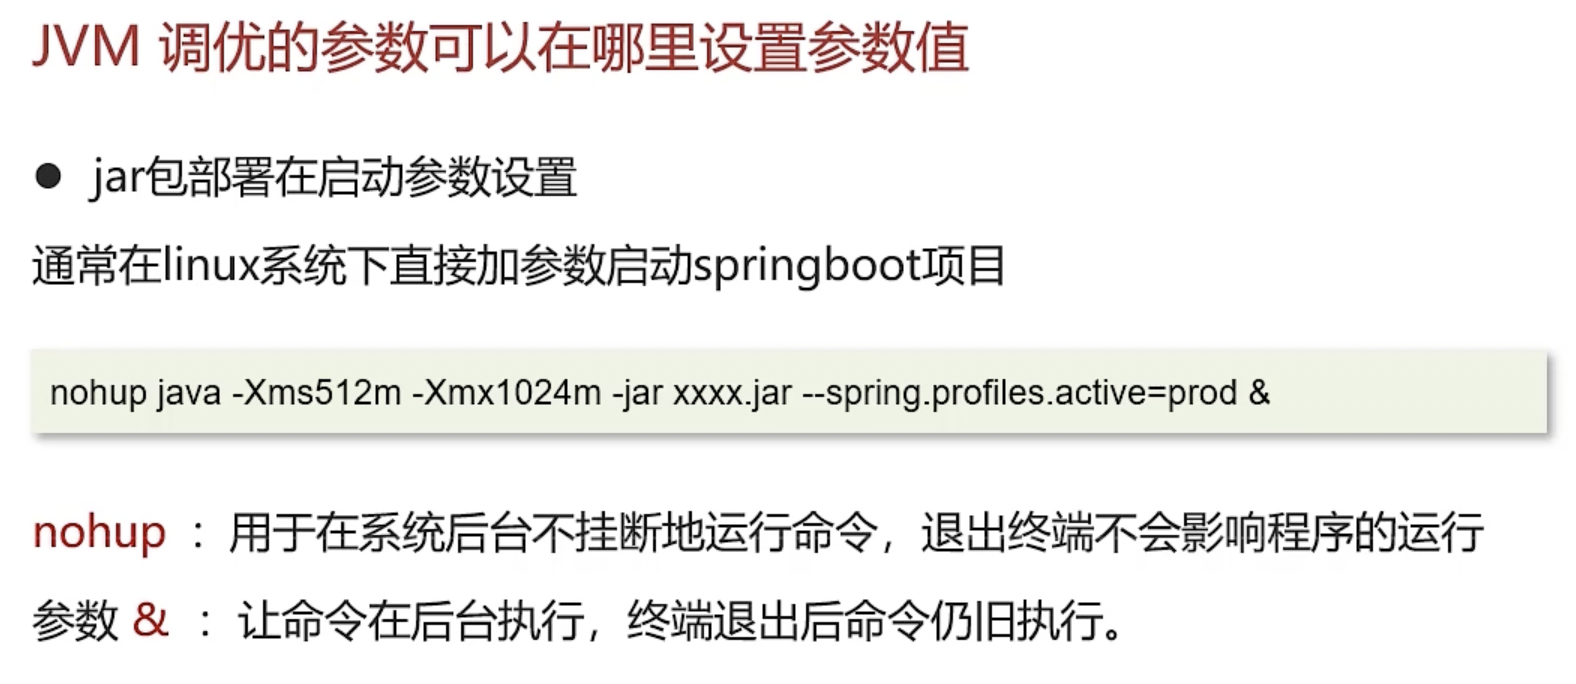 JVM 调优的参数可以在哪里设置参数值
● jar包部署在启动参数设置
通常在linux系统下直接加参数启动springboot项目
nohup java -Xms512m -Xmx1024m -jar xxxx.jar --spring.profiles.active=prod &
nohup ：用于在系统后台不挂断地运行命令，退出终端不会影响程序的运行
参数 & ：让命令在后台执行，终端退出后命令仍旧执行。